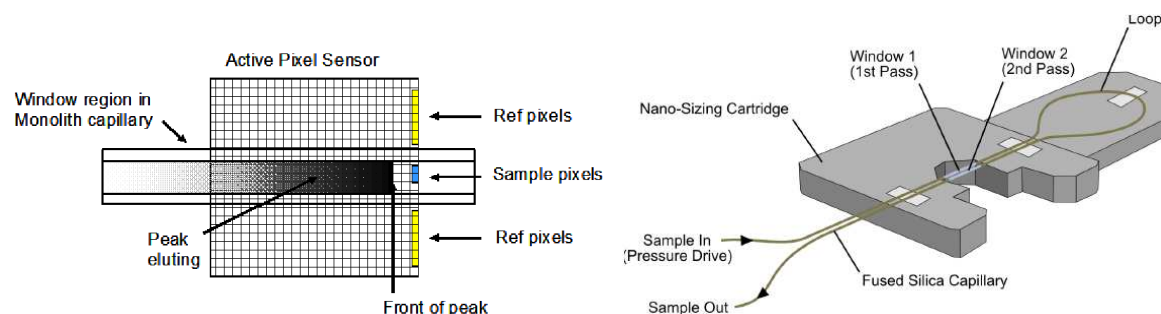 Active Pixel Sensor
Window region in
Monolith capillary
Ref pixels
Sample pixels
Ref pixels
Peak
eluting
Front of peak
Loop
Window 1
(1st Pass)
Window 2
(2nd Pass)
Nano-Sizing Cartridge
Sample In
(Pressure Drive)
Fused Silica Capillary
Sample Out